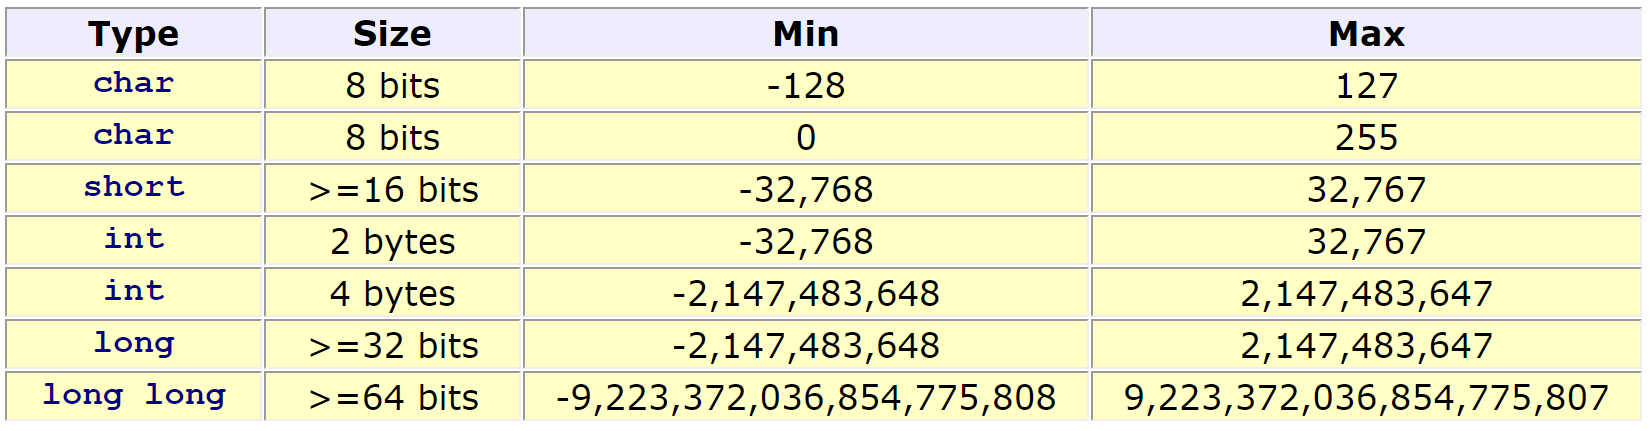 Type Size Min Max
char 8 bits -128 127
char 8 bits 0 255
short >=16 bits -32,768 32,767
int 2 bytes -32,768 32,767
int 4 bytes -2,147,483,648 2,147,483,647
long >=32 bits -2,147,483,648 2,147,483,647
long long >=64 bits -9,223,372,036,854,775,808 9,223,372,036,854,775,807